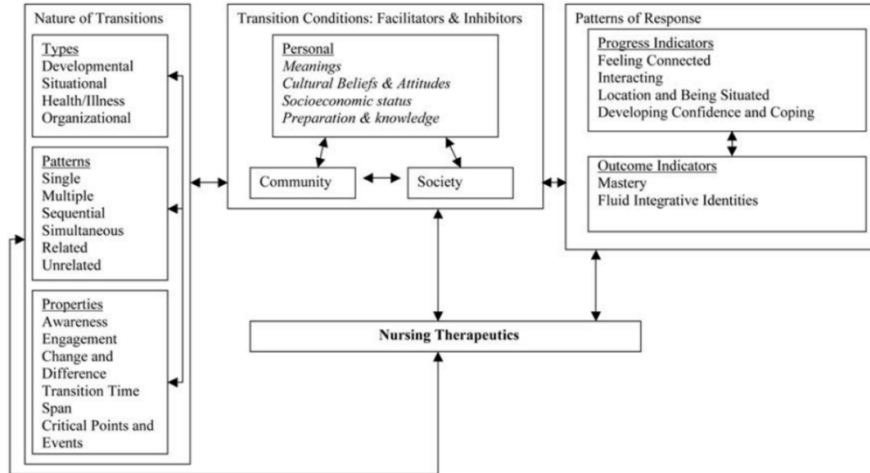 Nature of Transitions
Types
Developmental
Situational
Health/Illness
Organizational
Patterns
Single
Multiple
Sequential
Simultaneous
Related
Unrelated
Properties
Awareness
Engagement
Change and
Difference
Transition Time
Span
Critical Points and
Events
Transition Conditions: Facilitators & Inhibitors
Personal
Meanings
Cultural Beliefs & Attitudes
Socioeconomic status
Preparation & knowledge
Community
Society
Patterns of Response
Progress Indicators
Feeling Connected
Interacting
Location and Being Situated
Developing Confidence and Coping
Outcome Indicators
Mastery
Fluid Integrative Identities
Nursing Therapeutics